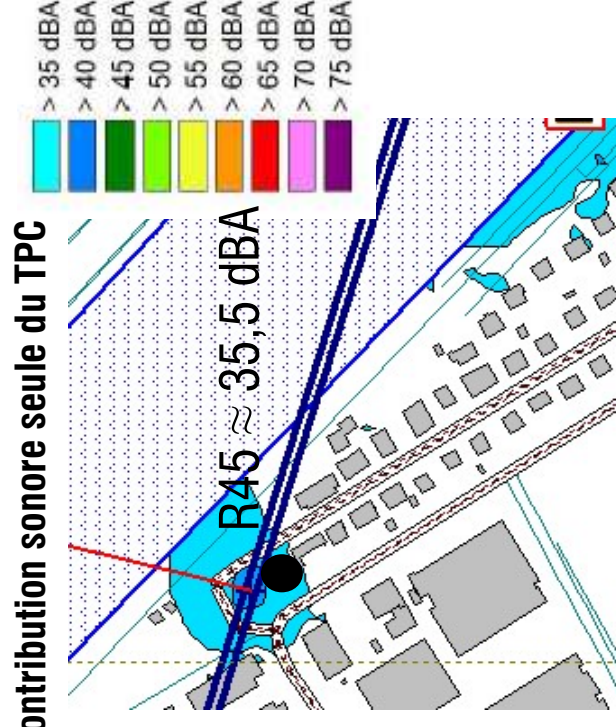 ontribution sonore seule du TPC
> 35 dBA
> 40 dBA
> 45 dBA
> 50 dBA
> 55 dBA
> 60 dBA
> 65 dBA
> 70 dBA
> 75 dBA
R45 ≈ 35,5 dBA